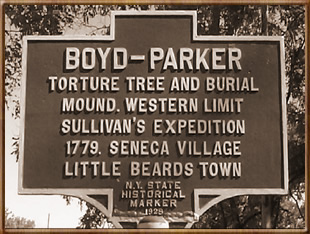 BOYD-PARKER
TORTURE TREE AND BURIAL
MOUND. WESTERN LIMIT
SULLIVAN'S EXPEDITION
1779. SENECA VILLAGE
LITTLE BEARDS TOWN
N.Y. STATE
HISTORICAL
MARKER
1929